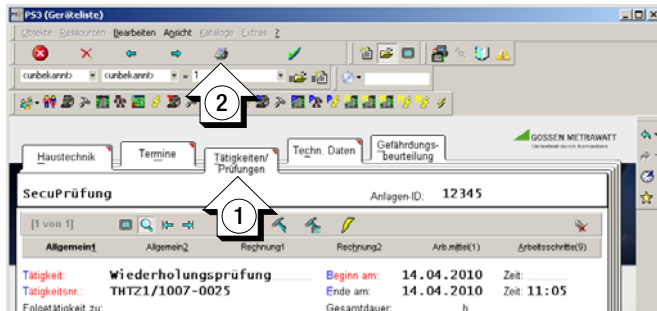 PS3 (Geräteliste)
Objekte Ressourcen Bearbeiten Ansicht Kataloge Extras ?
<unbekannt> <unbekannt> = 1
2
GOSSEN METRAWATT
Haustechnik Termine Tätigkeiten/ Prüfungen Techn. Daten Gefährdungs- beurteilung
SecuPrüfung Anlagen-ID: 12345
1
[1 von 1]
Allgemein1 Allgemein2 Rechnung1 Rechnung2 Arb.mittel(1) Arbeitsschritte(9)
Tätigkeit: Wiederholungsprüfung Beginn am: 14.04.2010 Zeit:
Tätigkeitsnr.: THTZ1/1007-0025 Ende am: 14.04.2010 Zeit: 11:05
Folgetätigkeit zu: Gesamtdauer: h